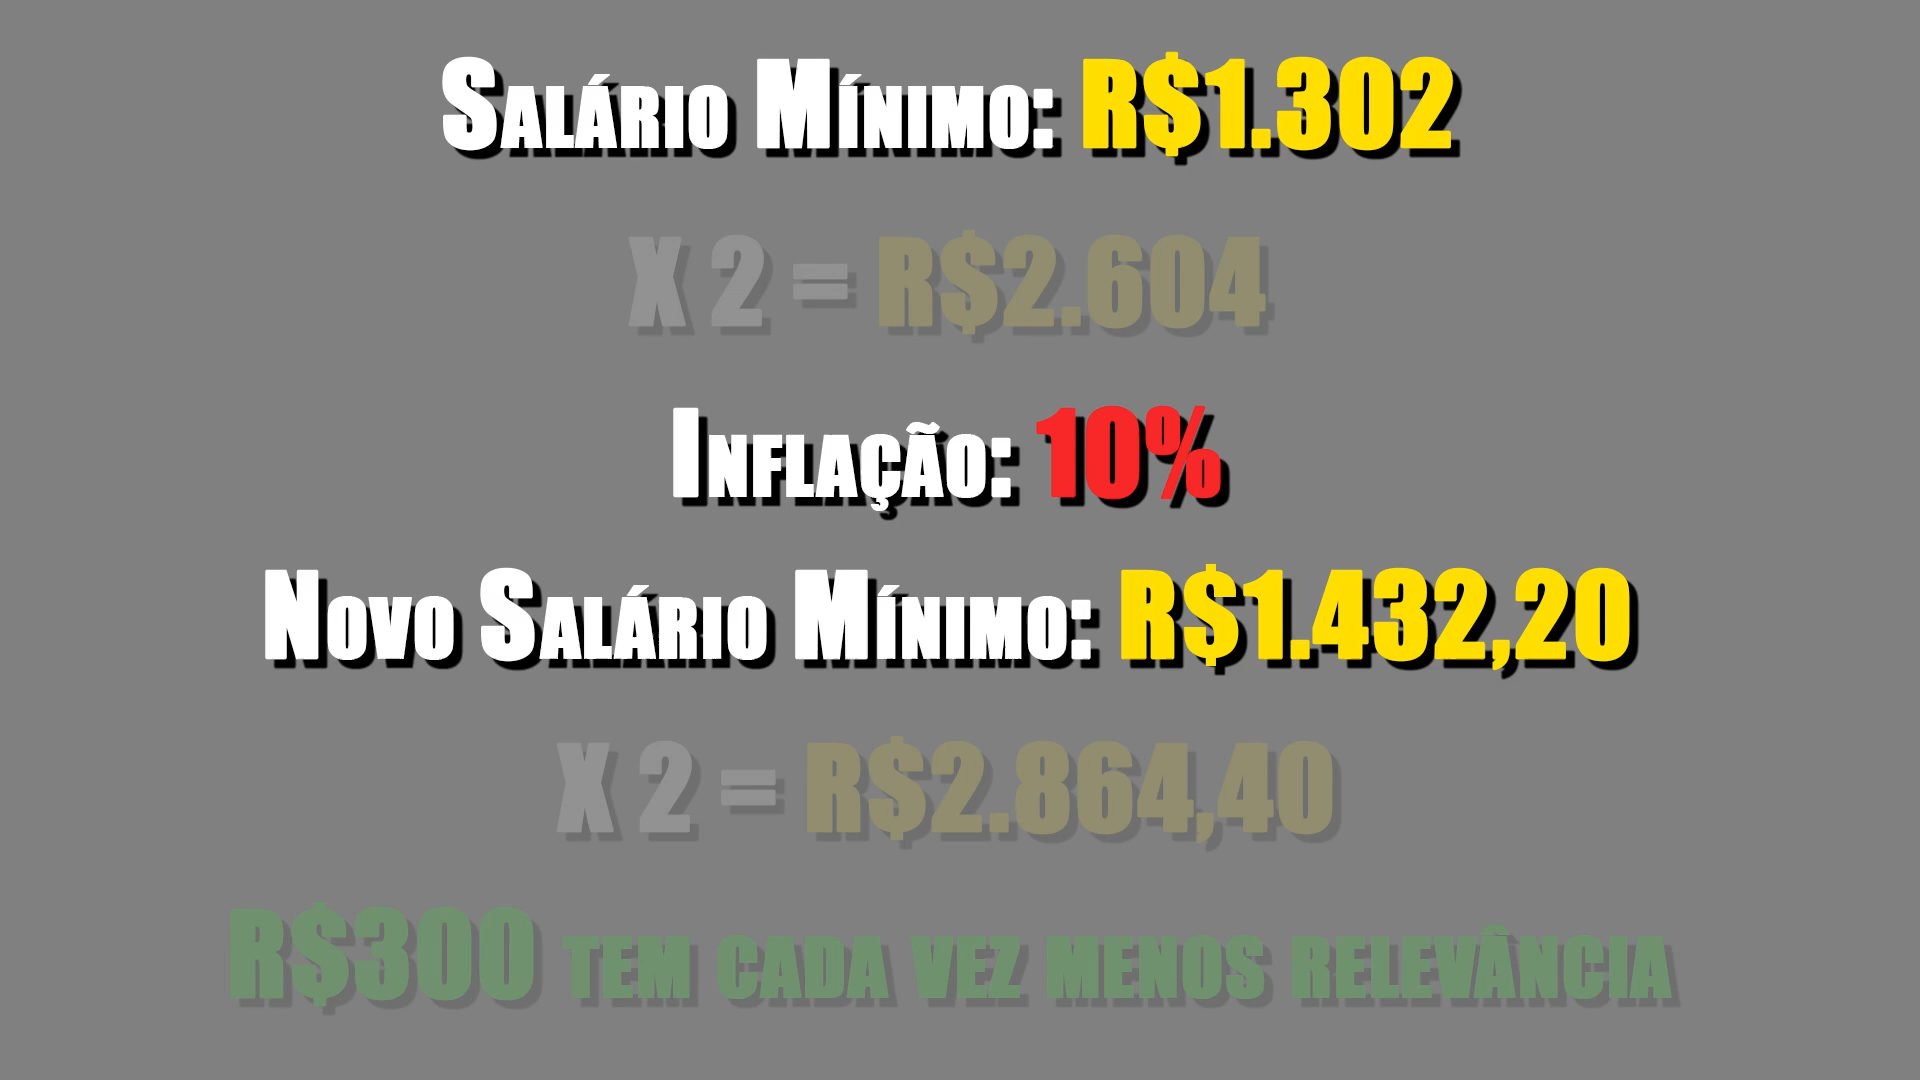 Salário Mínimo: R$1.302
X 2 = R$2.604
Inflação: 10%
Novo Salário Mínimo: R$1.432,20
X 2 = R$2.864,40
R$300 tem cada vez menos relevância